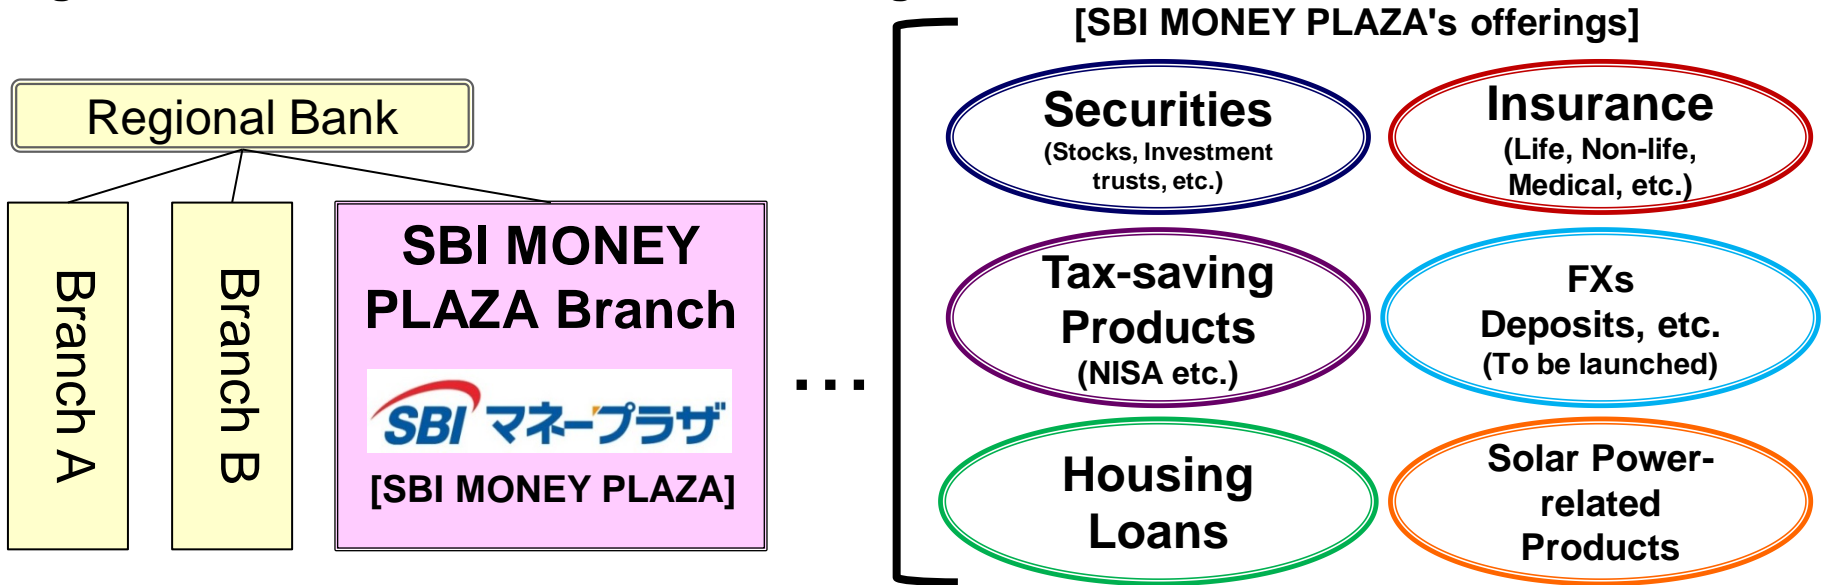 [SBI MONEY PLAZA's offerings]
Regional Bank
Branch A
Branch B
SBI MONEY
PLAZA Branch
SBI マネープラザ
[SBI MONEY PLAZA]
...
Securities
(Stocks, Investment
trusts, etc.)
Insurance
(Life, Non-life,
Medical, etc.)
Tax-saving
Products
(NISA etc.)
FXs
Deposits, etc.
(To be launched)
Housing
Loans
Solar Power-
related
Products